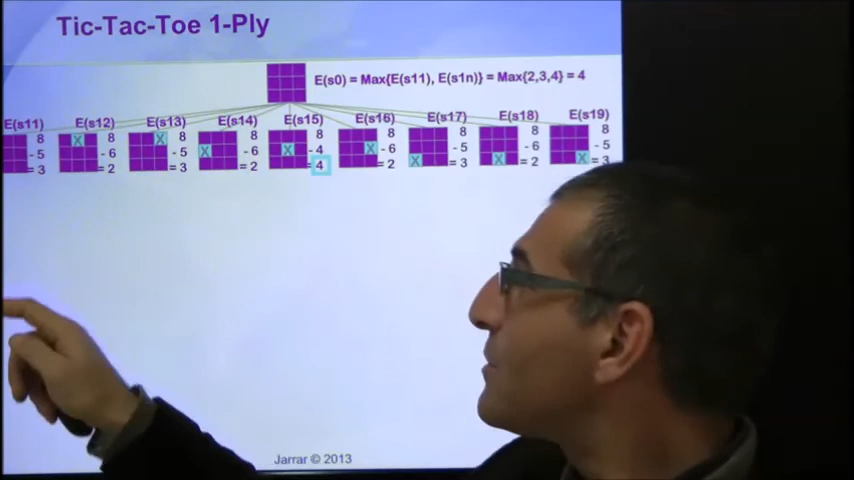 Tic-Tac-Toe 1-Ply
E(s0) = Max{E(s11), E(s1n)} = Max{2,3,4} = 4
E(s11) E(s12) E(s13) E(s14) E(s15) E(s16) E(s17) E(s18) E(s19)
8 X 8 X 8 8 8 8 8 8 8
- 5 - 6 - 5 X - 6 X - 4 X - 6 - 5 X - 6 - 5
= 3 = 2 = 3 = 2 = 4 = 2 X = 3 X = 2 X = 3
Jarrar © 2013